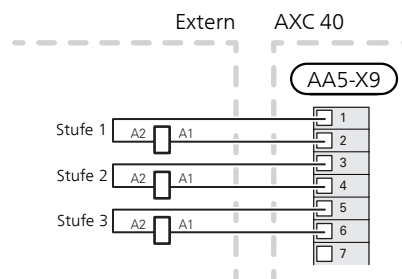 Extern AXC 40
AA5-X9
1
Stufe 1 A2 A1 2
3
Stufe 2 A2 A1 4
5
Stufe 3 A2 A1 6
7